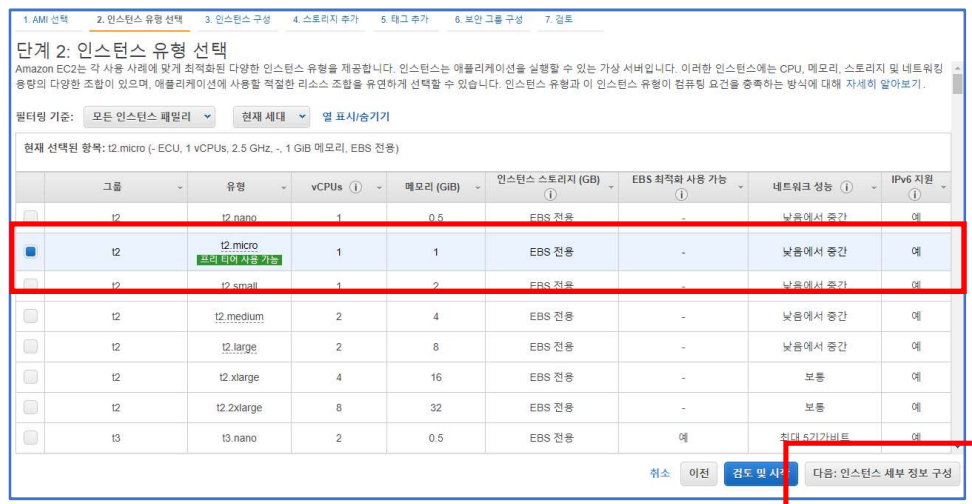 1. AMI 선택 2. 인스턴스 유형 선택 3. 인스턴스 구성 4. 스토리지 추가 5. 태그 추가 6. 보안 그룹 구성 7. 검토
단계 2: 인스턴스 유형 선택
Amazon EC2는 각 사용 사례에 맞게 최적화된 다양한 인스턴스 유형을 제공합니다. 인스턴스는 애플리케이션을 실행할 수 있는 가상 서버입니다. 이러한 인스턴스에는 CPU, 메모리, 스토리지 및 네트워킹
용량의 다양한 조합이 있으며, 애플리케이션에 사용할 적절한 리소스 조합을 유연하게 선택할 수 있습니다. 인스턴스 유형과 이 인스턴스 유형이 컴퓨팅 요건을 충족하는 방식에 대해 자세히 알아보기.
필터링 기준: 모든 인스턴스 패밀리 현재 세대 열 표시/숨기기
현재 선택된 항목: t2.micro (- ECU, 1 vCPUs, 2.5 GHz, -, 1 GiB 메모리, EBS 전용)
그룹 유형 vCPUs 메모리 (GiB) 인스턴스 스토리지 (GB) EBS 최적화 사용 가능 네트워크 성능 IPv6 지원
t2 t2.nano 1 0.5 EBS 전용 - 낮음에서 중간 예
t2 t2.micro 1 1 EBS 전용 - 낮음에서 중간 예
프리 티어 사용 가능
t2 t2.small 1 2 EBS 전용 - 낮음에서 중간 예
t2 t2.medium 2 4 EBS 전용 - 낮음에서 중간 예
t2 t2.large 2 8 EBS 전용 - 낮음에서 중간 예
t2 t2.xlarge 4 16 EBS 전용 - 보통 예
t2 t2.2xlarge 8 32 EBS 전용 - 보통 예
t3 t3.nano 2 0.5 EBS 전용 예 최대 5기가비트 예
취소 이전 검토 및 시작 다음: 인스턴스 세부 정보 구성